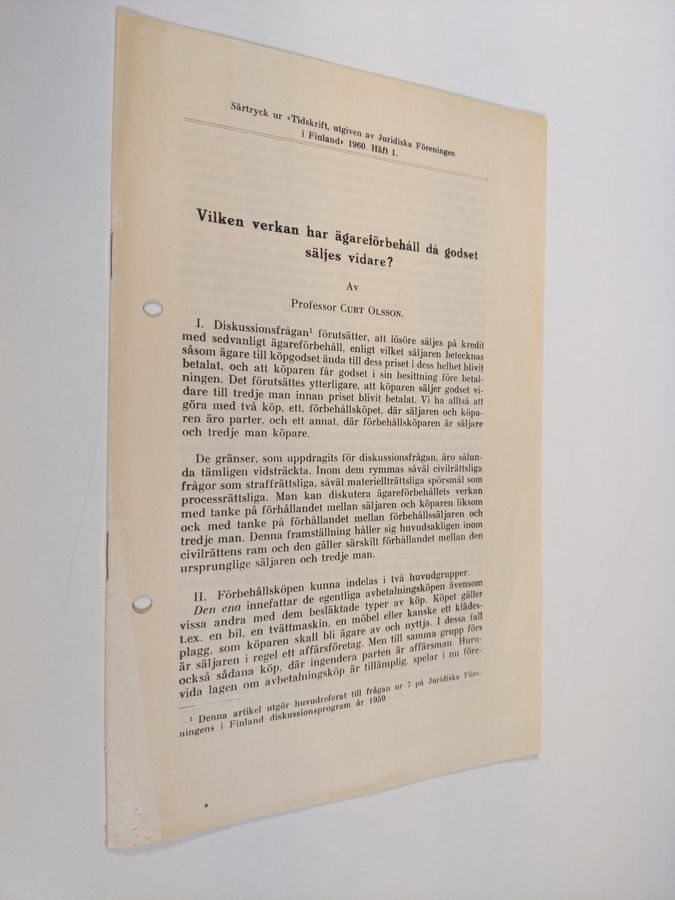 Särtryck ur »Tidskrift, utgiven av Juridiska Föreningen
i Finland» 1960. Häft 1.
Vilken verkan har ägareförbehåll då godset
säljes vidare?
Av
Professor CURT OLSSON.
I. Diskussionsfrågan¹ förutsätter, att lösöre säljes på kredit
med sedvanligt ägareförbehåll, enligt vilket säljaren betecknas
såsom ägare till köpgodset ända till dess priset i dess helhet blivit
betalat, och att köparen får godset i sin besittning före betal-
ningen. Det förutsättes ytterligare, att köparen säljer godset vi-
dare till tredje man innan priset blivit betalat. Vi ha alltså att
göra med två köp, ett, förbehållsköpet, där säljaren och köpa-
ren äro parter, och ett annat, där förbehållsköparen är säljare
och tredje man köpare.
De gränser, som uppdragits för diskussionsfrågan, äro sålun-
da tämligen vidsträckta. Inom dem rymmas såväl civilrättsliga
frågor som straffrättsliga, såväl materiellträttsliga spörsmål som
processrättsliga. Man kan diskutera ägareförbehållets verkan
med tanke på förhållandet mellan säljaren och köparen liksom
ock med tanke på förhållandet mellan förbehållssäljaren och
tredje man. Denna framställning håller sig huvudsakligen inom
civilrättens ram och den gäller särskilt förhållandet mellan den
ursprunglige säljaren och tredje man.
II. Förbehållsköpen kunna indelas i två huvudgrupper.
Den ena innefattar de egentliga avbetalningsköpen ävensom
vissa andra med dem besläktade typer av köp. Köpet gäller
t.ex. en bil, en tvättmaskin, en möbel eller kanske ett klädes-
plagg, som köparen skall bli ägare av och nyttja. I dessa fall
är säljaren i regel ett affärsföretag. Men till samma grupp förs
också sådana köp, där ingendera parten är affärsman. Huru-
vida lagen om avbetalningsköp är tillämplig, spelar i nu före-
¹ Denna artikel utgör huvudreferat till frågan nr 7 på Juridiska Före-
ningens i Finland diskussionsprogram år 1959.